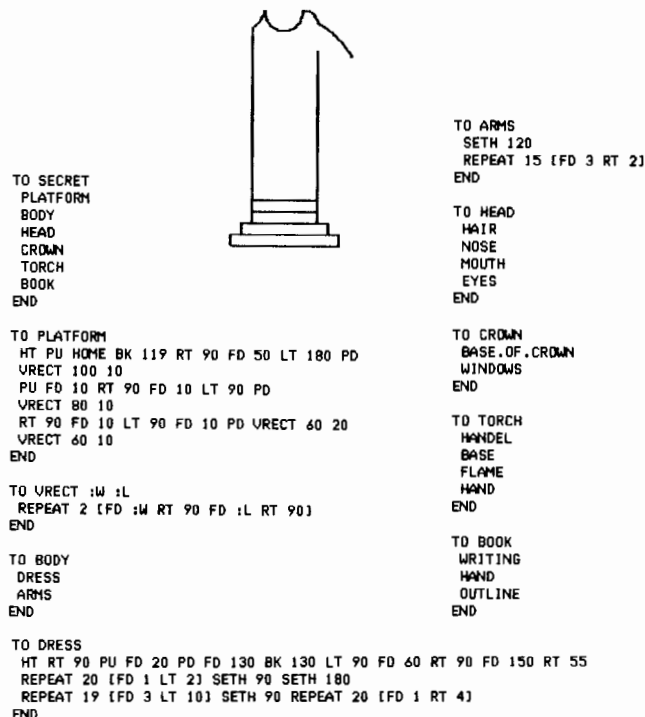 TO SECRET
PLATFORM
BODY
HEAD
CROWN
TORCH
BOOK
END
TO PLATFORM
HT PU HOME BK 119 RT 90 FD 50 LT 180 PD
VRECT 100 10
PU FD 10 RT 90 FD 10 LT 90 PD
VRECT 80 10
RT 90 FD 10 LT 90 FD 10 PD VRECT 60 20
VRECT 60 10
END
TO VRECT :W :L
REPEAT 2 [FD :W RT 90 FD :L RT 90]
END
TO BODY
DRESS
ARMS
END
TO ARMS
SETH 120
REPEAT 15 [FD 3 RT 2]
END
TO HEAD
HAIR
NOSE
MOUTH
EYES
END
TO CROWN
BASE.OF.CROWN
WINDOWS
END
TO TORCH
HANDEL
BASE
FLAME
HAND
END
TO BOOK
WRITING
HAND
OUTLINE
END
TO DRESS
HT RT 90 PU FD 20 PD FD 130 BK 130 LT 90 FD 60 RT 90 FD 150 RT 55
REPEAT 20 [FD 1 LT 2] SETH 90 SETH 180
REPEAT 19 [FD 3 LT 10] SETH 90 REPEAT 20 [FD 1 RT 4]
END